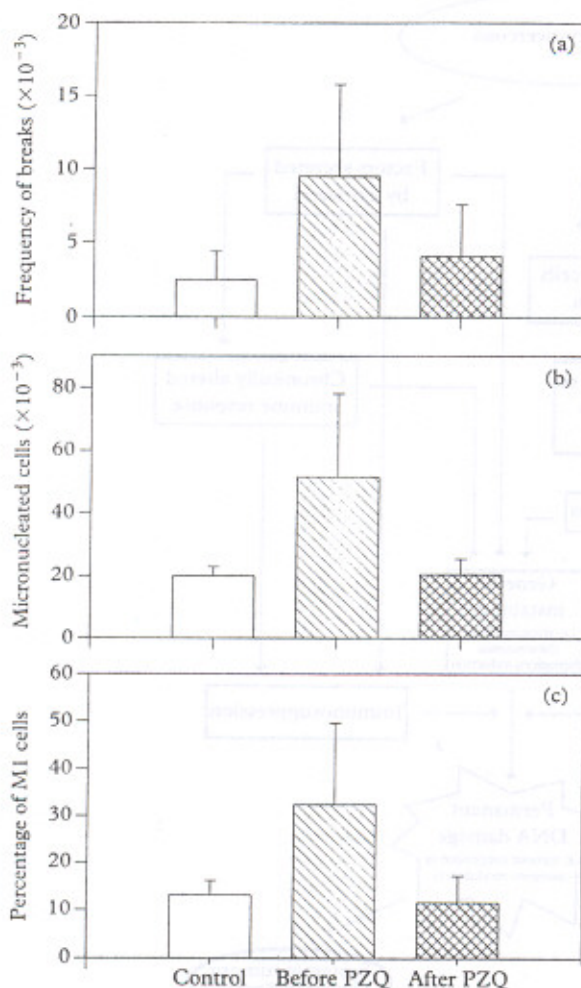 (a)
Frequency of breaks (×10⁻³)
20
15
10
5
0
(b)
Micronucleated cells (×10⁻³)
80
60
40
20
0
(c)
Percentage of M1 cells
60
50
40
30
20
10
0
Control Before PZQ After PZQ